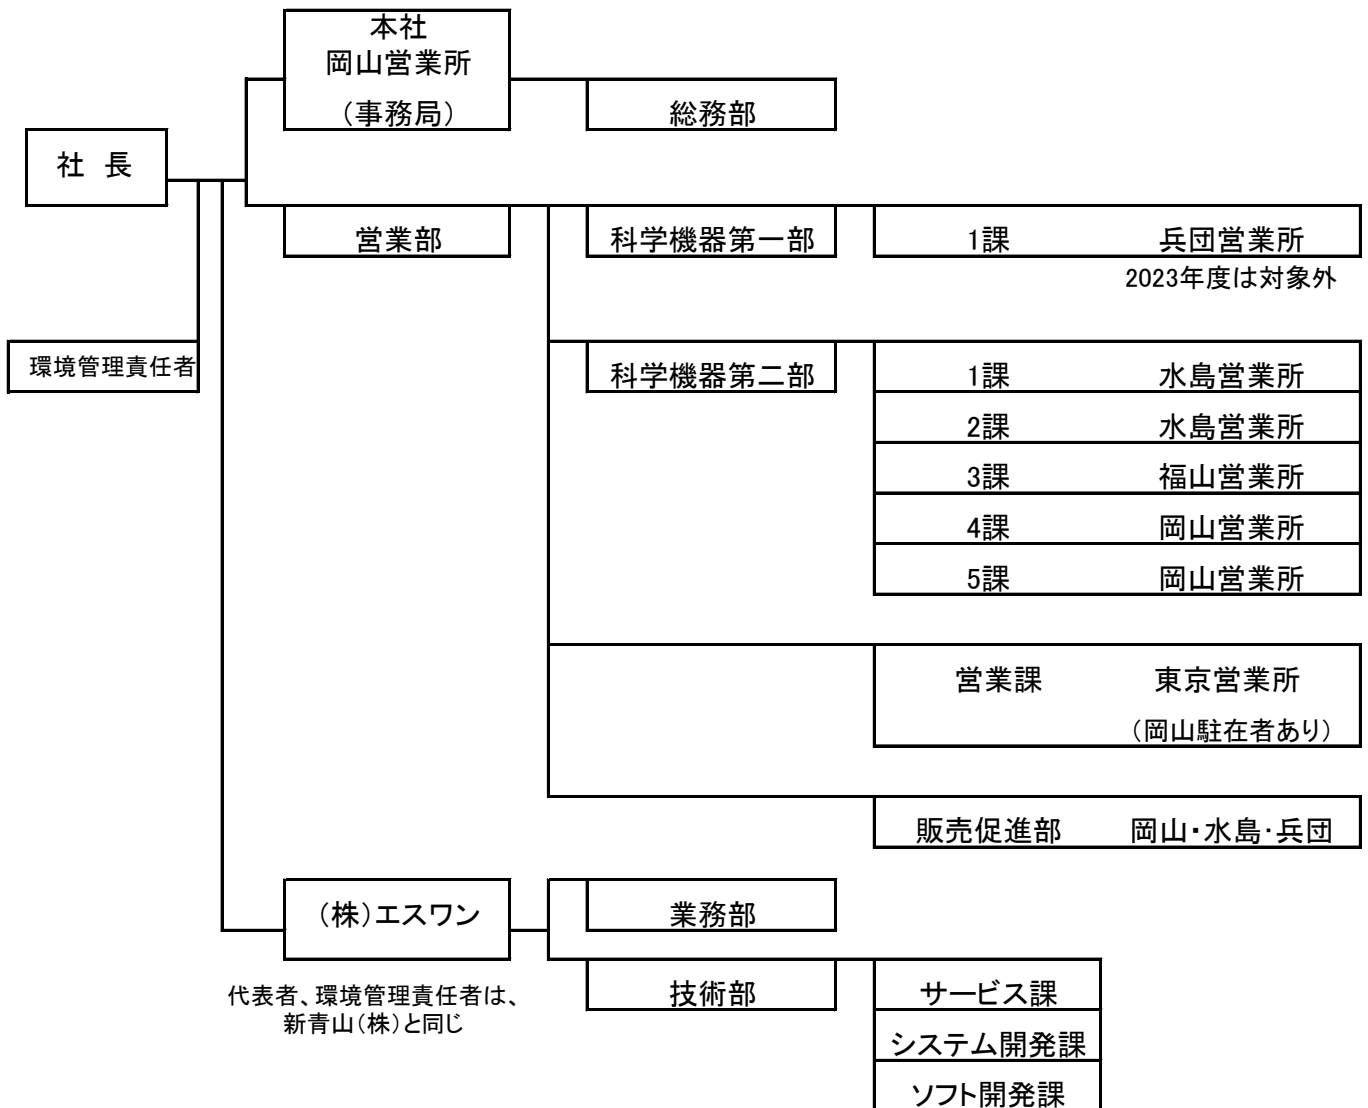 本社
岡山営業所
（事務局）
総務部
社 長
営業部
科学機器第一部
1課 兵団営業所
2023年度は対象外
環境管理責任者
科学機器第二部
1課 水島営業所
2課 水島営業所
3課 福山営業所
4課 岡山営業所
5課 岡山営業所
営業課 東京営業所
（岡山駐在者あり）
販売促進部 岡山・水島・兵団
（株）エスワン
業務部
代表者、環境管理責任者は、
新青山（株）と同じ
技術部
サービス課
システム開発課
ソフト開発課